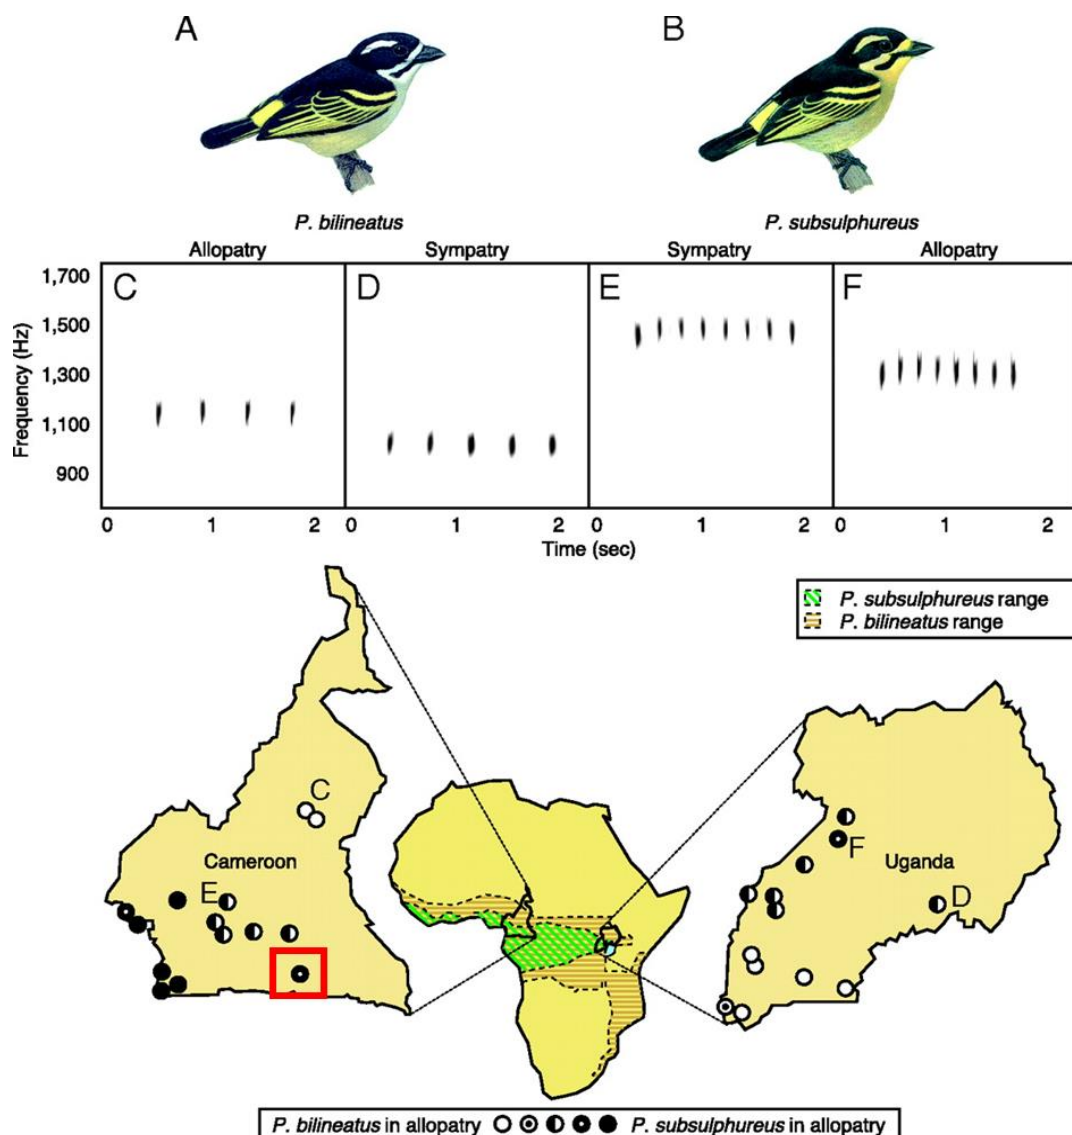 A
B
P. bilineatus
P. subsulphureus
Allopatry
Sympatry
Sympatry
Allopatry
C
D
E
F
1,700
1,500
1,300
1,100
900
Frequency (Hz)
0 1 2 0 1 2 0 1 2 0 1 2
Time (sec)
P. subsulphureus range
P. bilineatus range
C
Cameroon
E
F
Uganda
D
P. bilineatus in allopatry
P. subsulphureus in allopatry